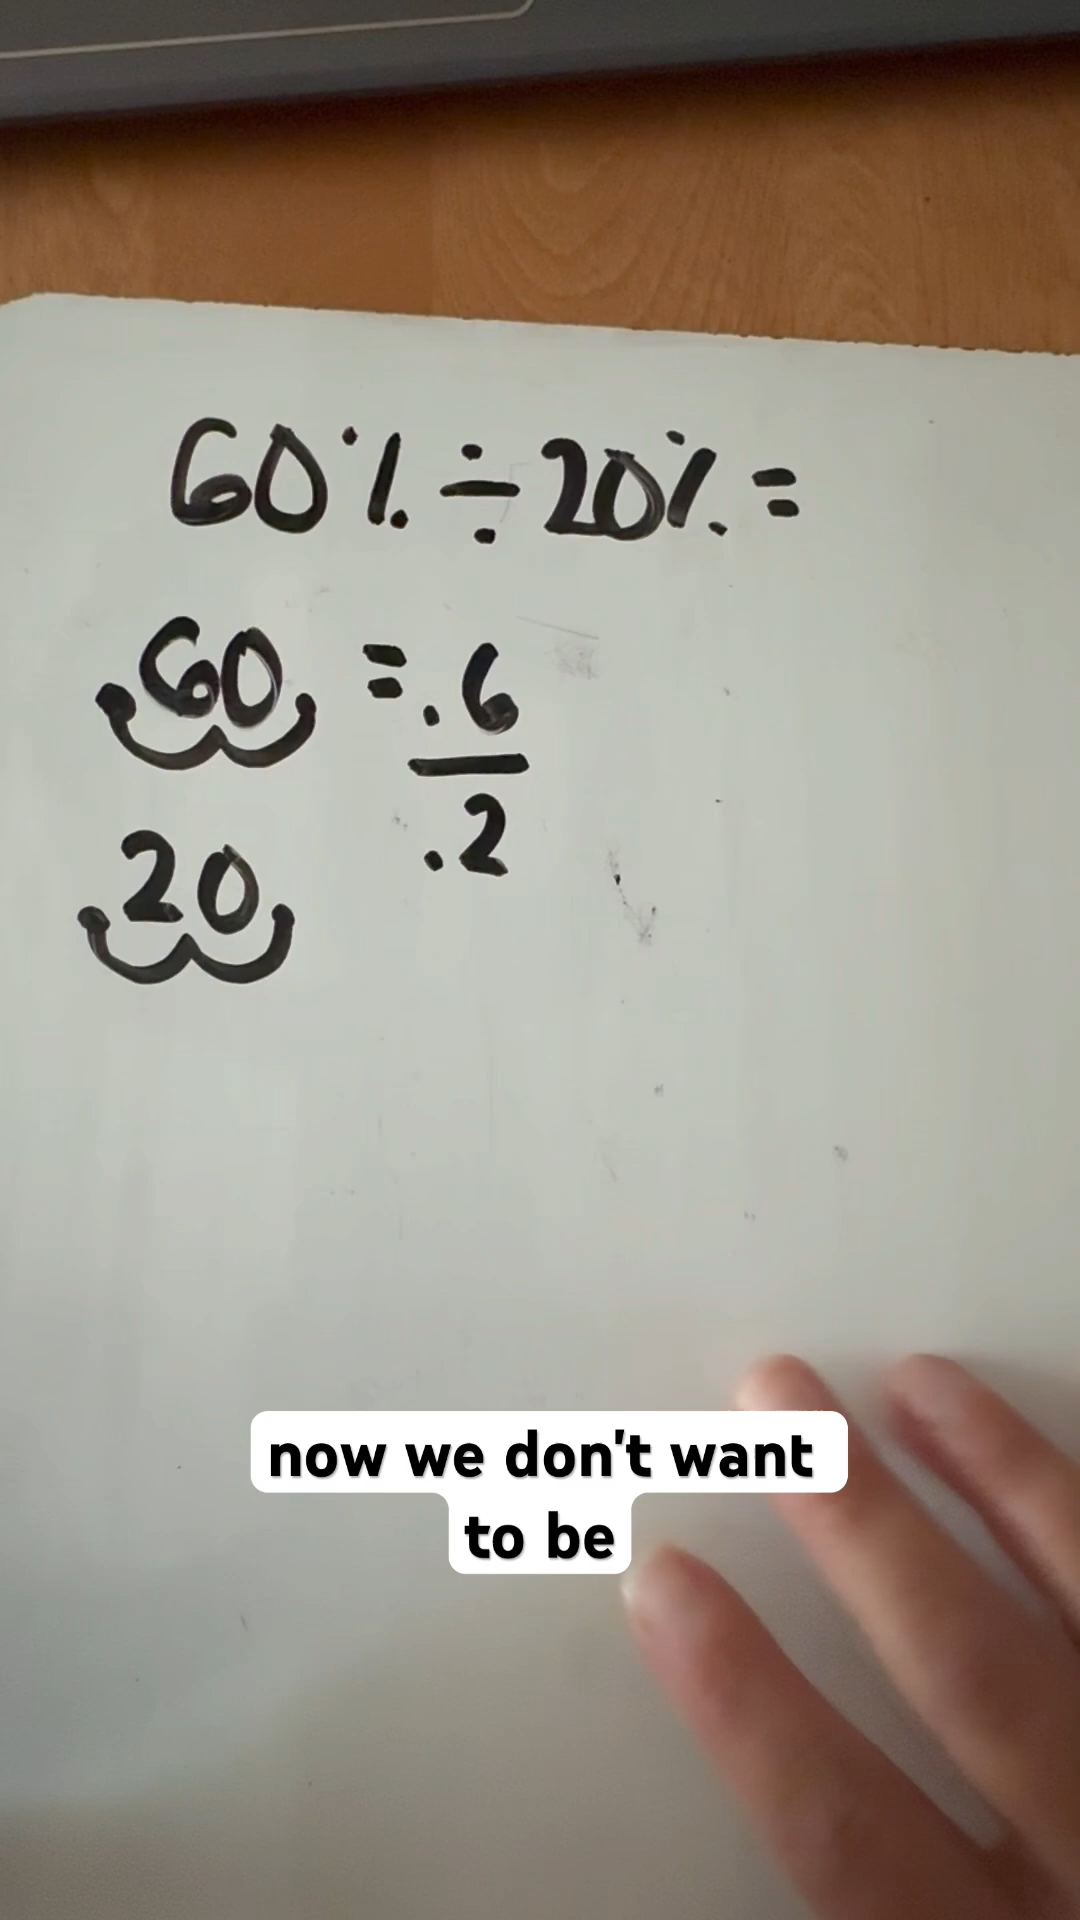 60% ÷ 20% =
.60. = .6
.2
.20.
now we don't want
to be